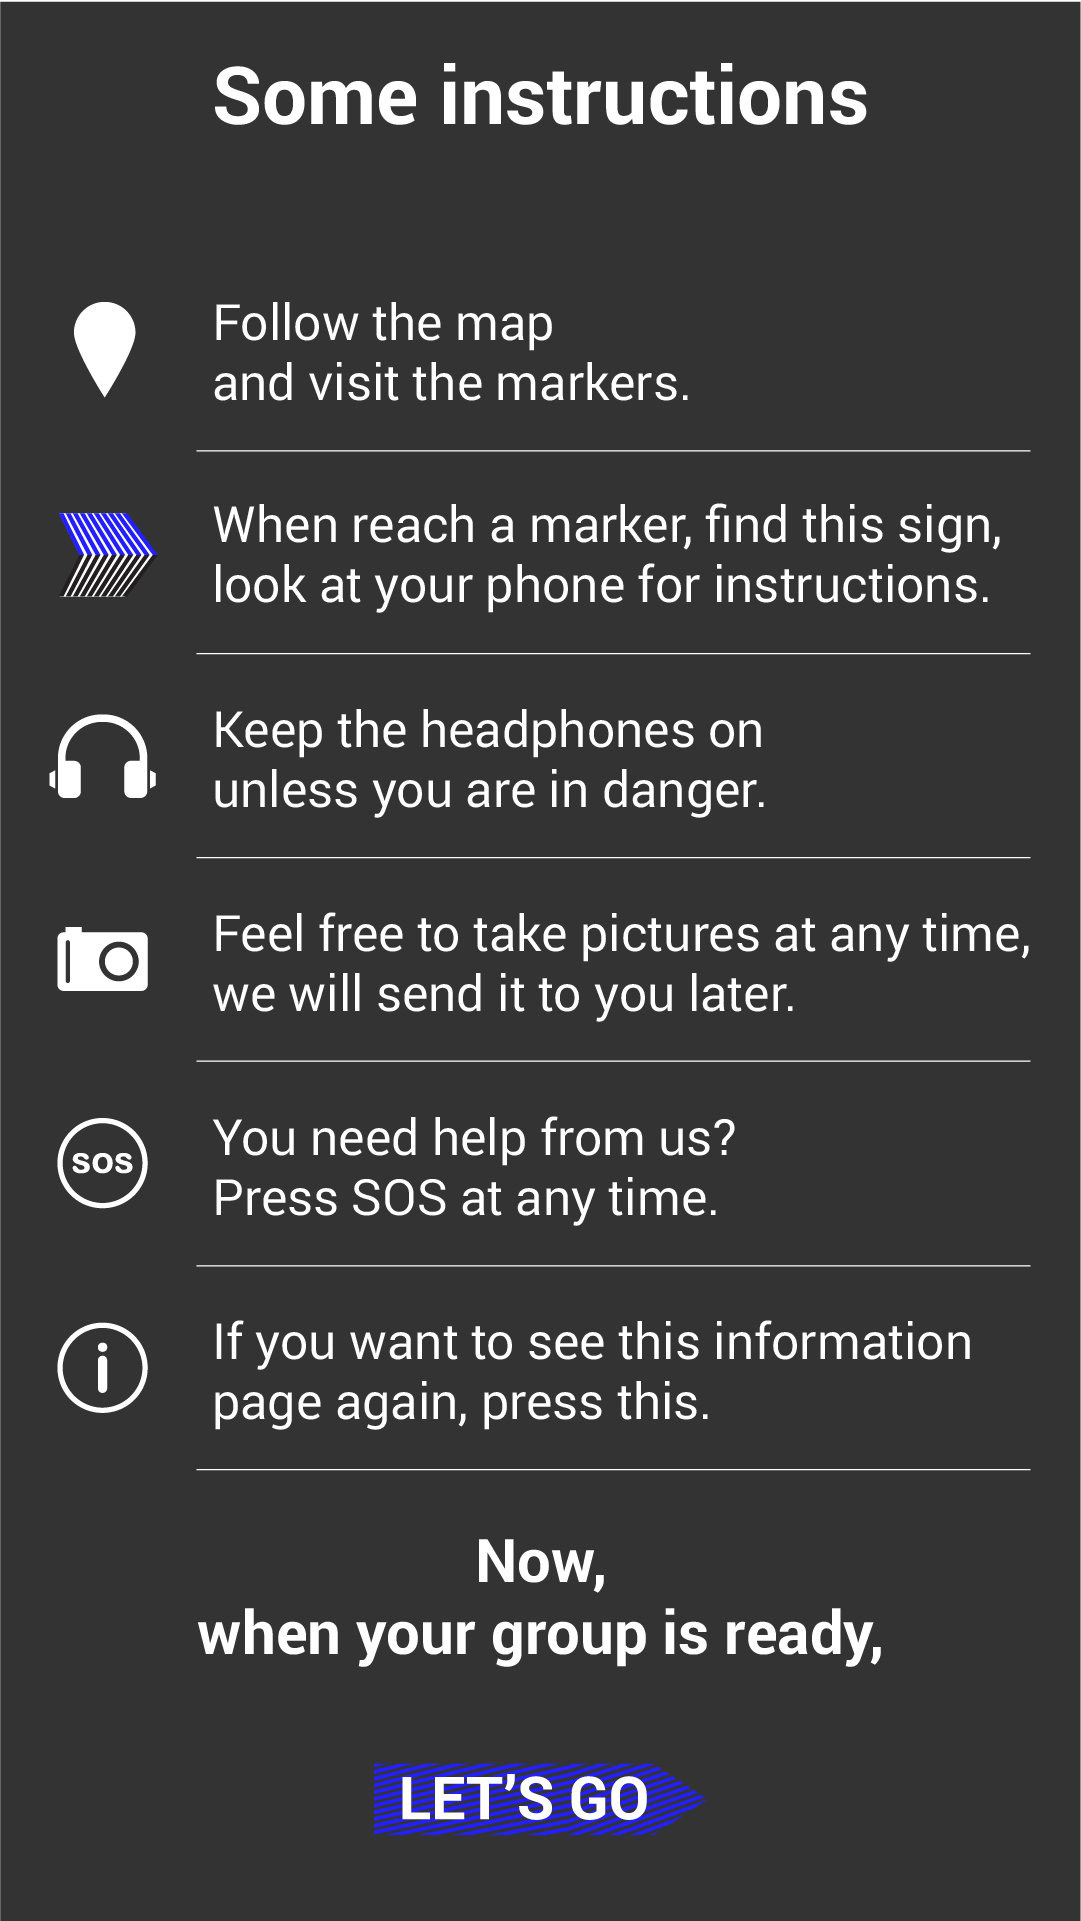 Some instructions
Follow the map
and visit the markers.
When reach a marker, find this sign,
look at your phone for instructions.
Keep the headphones on
unless you are in danger.
Feel free to take pictures at any time,
we will send it to you later.
sos
You need help from us?
Press SOS at any time.
i
If you want to see this information
page again, press this.
Now,
when your group is ready,
LET’S GO